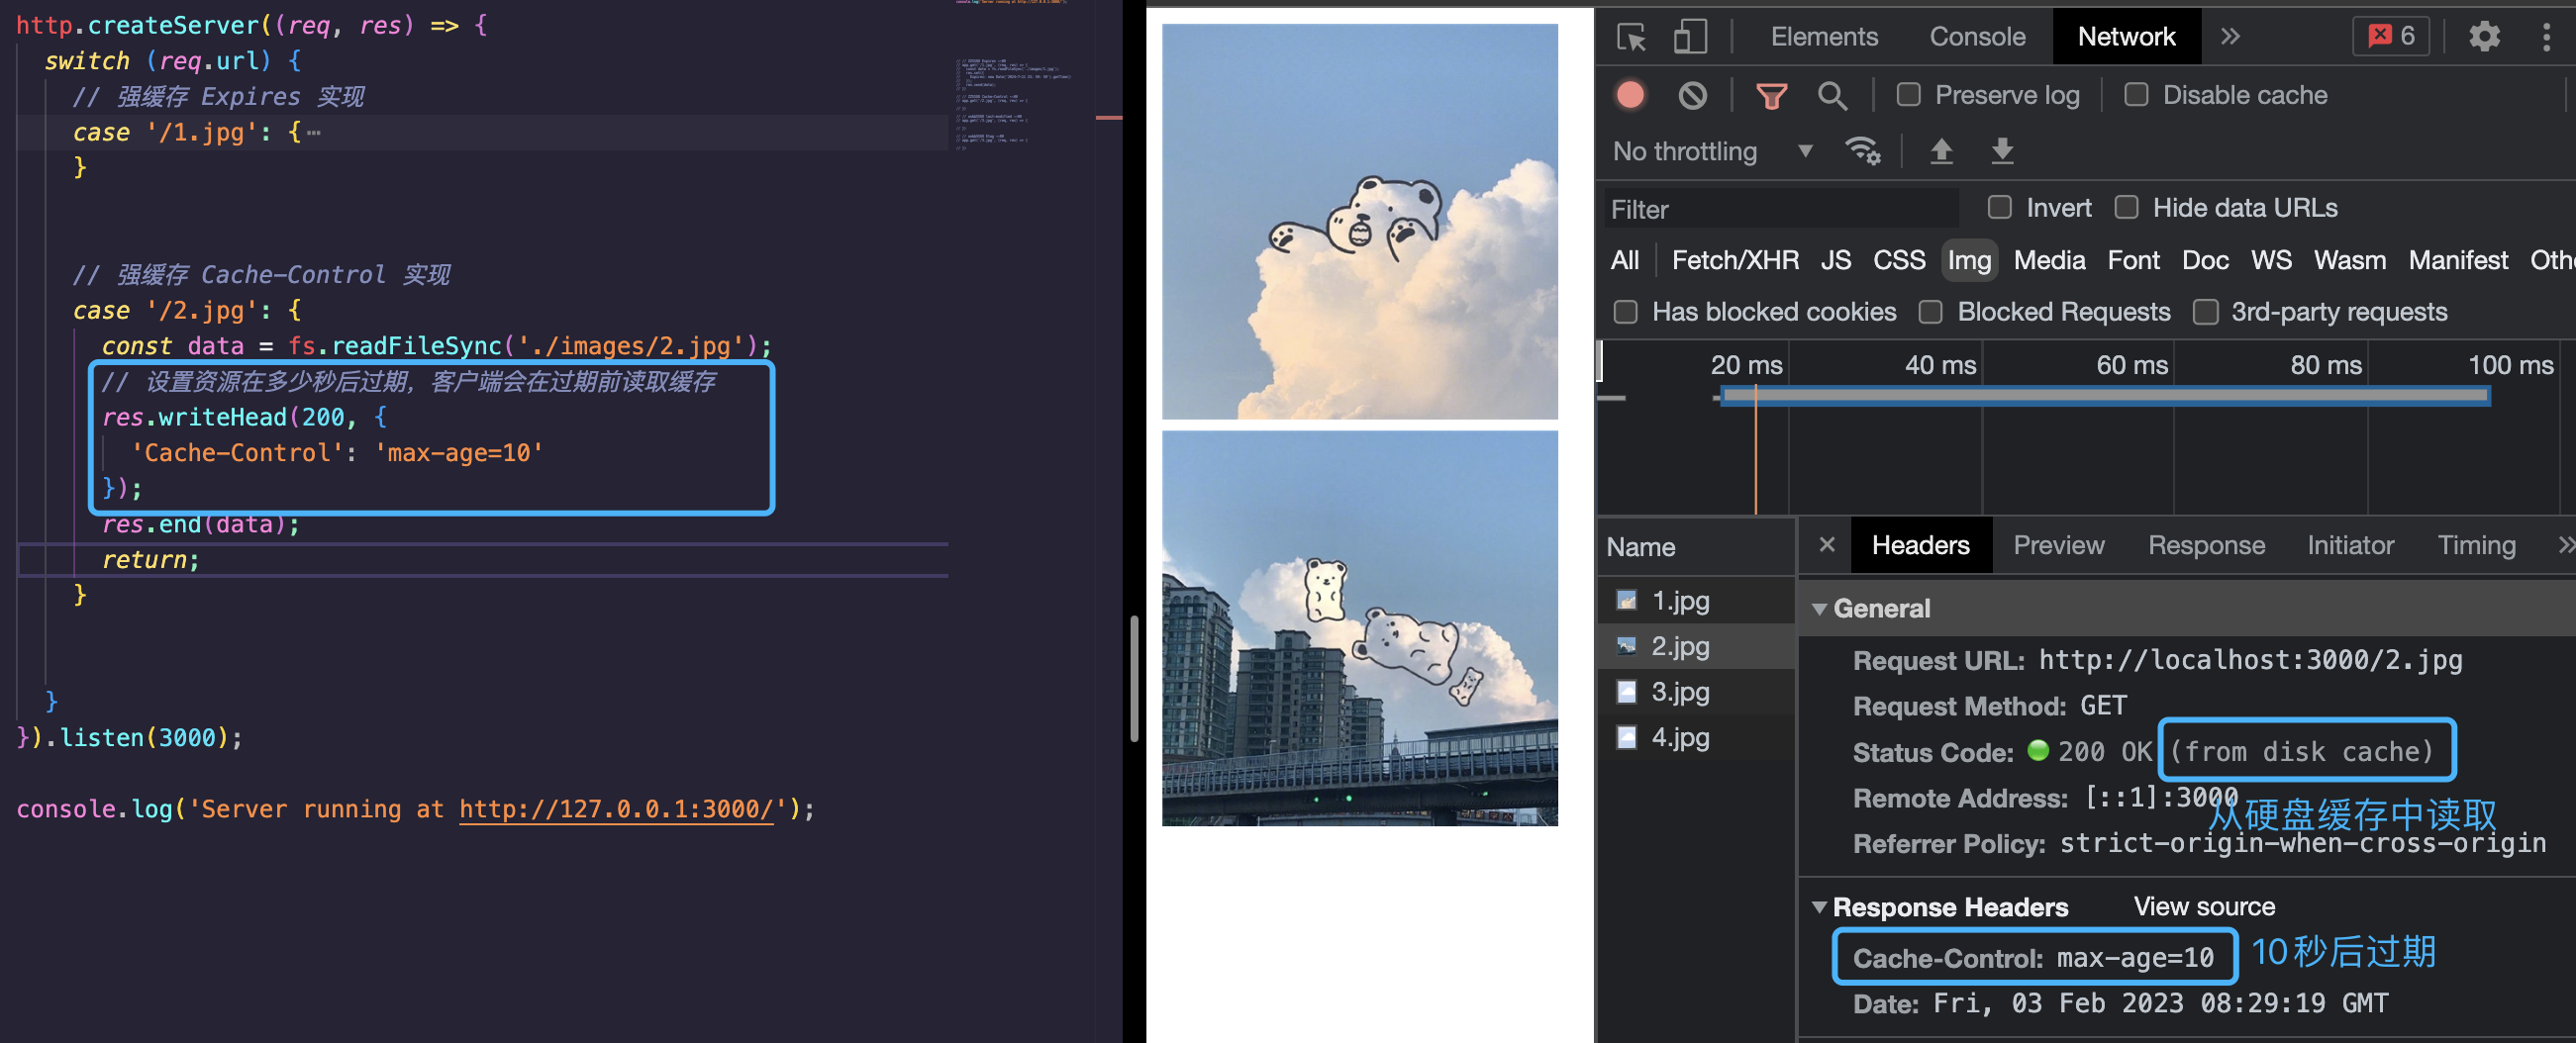 http.createServer((req, res) => {
switch (req.url) {
// 强缓存 Expires 实现
case '/1.jpg': {⋯
}
// 强缓存 Cache-Control 实现
case '/2.jpg': {
const data = fs.readFileSync('./images/2.jpg');
// 设置资源在多少秒后过期，客户端会在过期前读取缓存
res.writeHead(200, {
'Cache-Control': 'max-age=10'
});
res.end(data);
return;
}
}
}).listen(3000);
console.log('Server running at http://127.0.0.1:3000/');
Elements Console Network » 6
Preserve log Disable cache
No throttling
Filter Invert Hide data URLs
All Fetch/XHR JS CSS Img Media Font Doc WS Wasm Manifest
Has blocked cookies Blocked Requests 3rd-party requests
20 ms 40 ms 60 ms 80 ms 100 ms
Name
1.jpg
2.jpg
3.jpg
4.jpg
× Headers Preview Response Initiator Timing »
General
Request URL: http://localhost:3000/2.jpg
Request Method: GET
Status Code: 200 OK (from disk cache)
Remote Address: [::1]:3000
从硬盘缓存中读取
Referrer Policy: strict-origin-when-cross-origin
Response Headers View source
Cache-Control: max-age=10 10秒后过期
Date: Fri, 03 Feb 2023 08:29:19 GMT